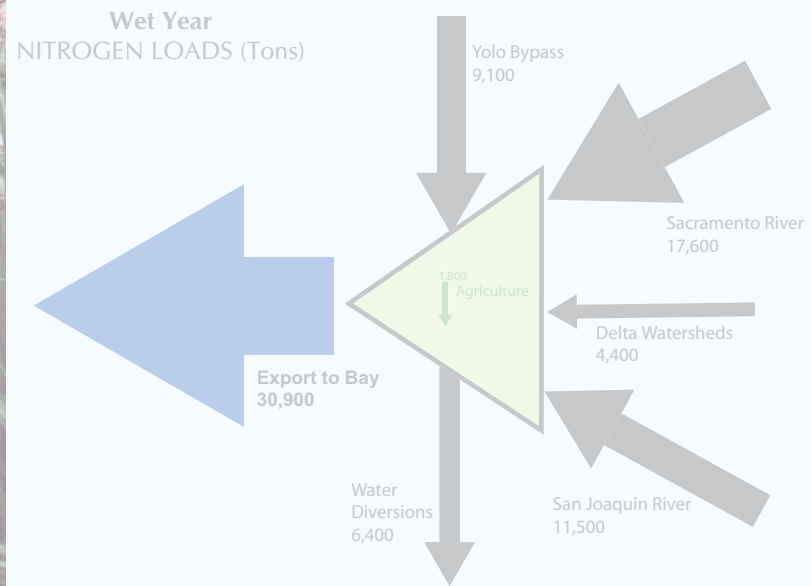 Wet Year
NITROGEN LOADS (Tons)
Yolo Bypass
9,100
Sacramento River
17,600
1,800
Agriculture
Delta Watersheds
4,400
Export to Bay
30,900
Water
Diversions
6,400
San Joaquin River
11,500